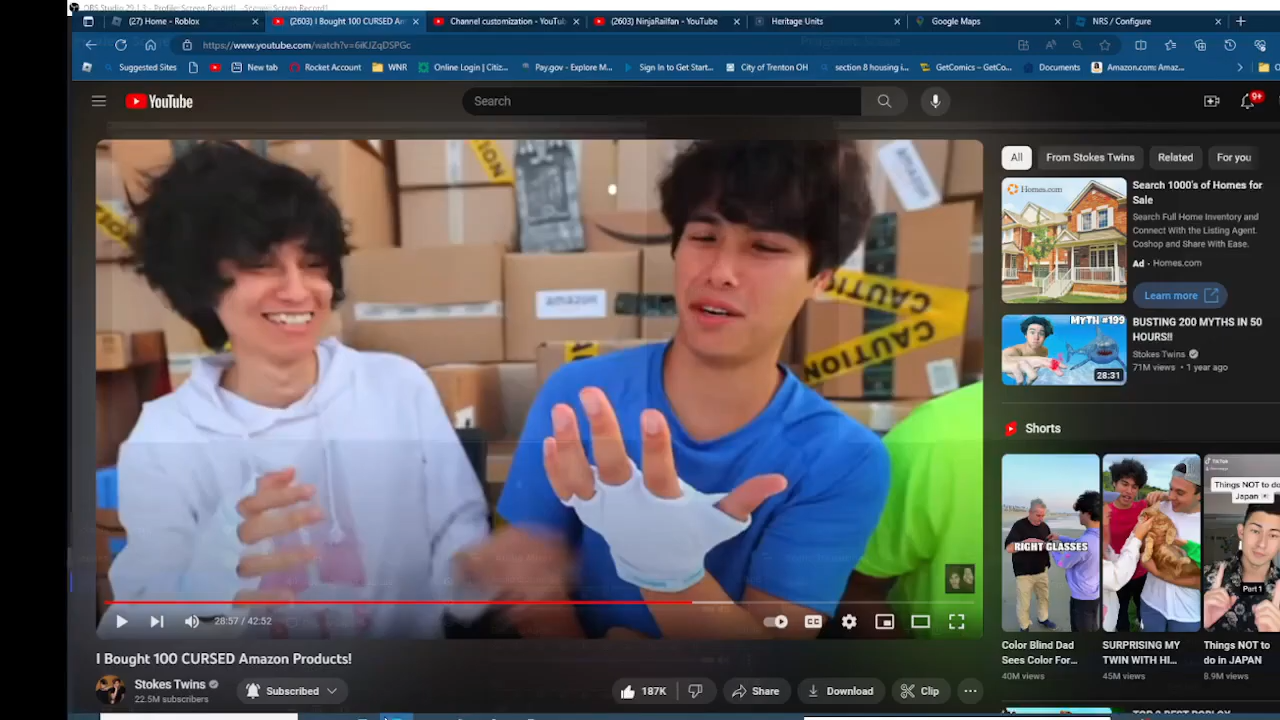 (27) Home - Roblox
(2603) I Bought 100 CURSED Am
Channel customization - YouTub
(2603) NinjaRailfan - YouTube
Heritage Units
Google Maps
NRS / Configure
https://www.youtube.com/watch?v=6iKJZqDSPGc
Suggested Sites
New tab
Rocket Account
WNR
Online Login | Citiz...
Pay.gov - Explore M...
Sign In to Get Start...
City of Trenton OH
section 8 housing i...
GetComics – GetCo...
Documents
Amazon.com: Amaz...
YouTube
Search
9+
CAUTION
CAUTION
amazon
28:57 / 42:52
CC
I Bought 100 CURSED Amazon Products!
Stokes Twins
22.5M subscribers
Subscribed
187K
Share
Download
Clip
All
From Stokes Twins
Related
For you
Homes.com
Search 1000's of Homes for
Sale
Search Full Home Inventory and
Connect With the Listing Agent.
Coshop and Share With Ease.
Ad · Homes.com
Learn more
MYTH #199
28:31
BUSTING 200 MYTHS IN 50
HOURS!!
Stokes Twins
71M views • 1 year ago
Shorts
RIGHT GLASSES
TikTok
Things NOT to do
Japan
Part 1
Color Blind Dad
Sees Color For...
40M views
SURPRISING MY
TWIN WITH HI...
45M views
Things NOT to
do in JAPAN
8.9M views